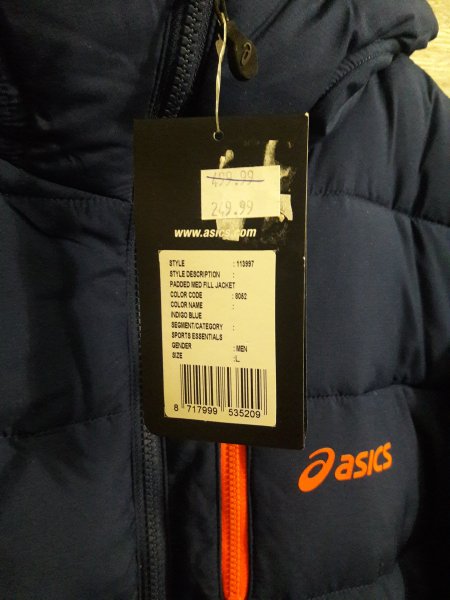 499.99
249.99
www.asics.com
STYLE : 113997
STYLE DESCRIPTION :
PADDED MED FILL JACKET
COLOR CODE : 8052
COLOR NAME :
INDIGO BLUE
SEGMENT/CATEGORY :
SPORTS ESSENTIALS
GENDER : MEN
SIZE : L
8 717999 535209
asics